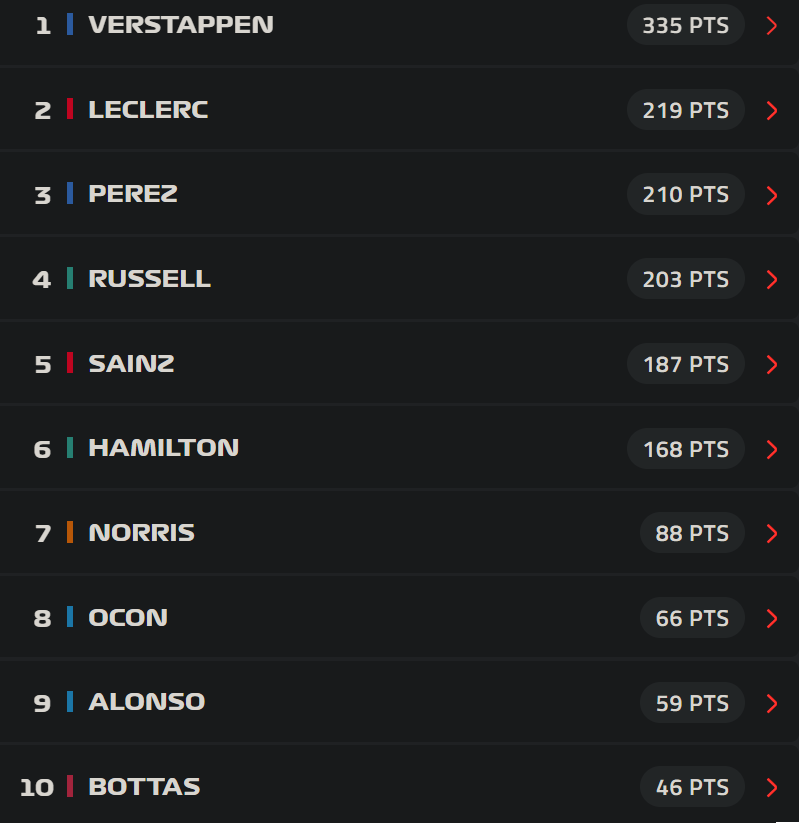 1 VERSTAPPEN 335 PTS
2 LECLERC 219 PTS
3 PEREZ 210 PTS
4 RUSSELL 203 PTS
5 SAINZ 187 PTS
6 HAMILTON 168 PTS
7 NORRIS 88 PTS
8 OCON 66 PTS
9 ALONSO 59 PTS
10 BOTTAS 46 PTS